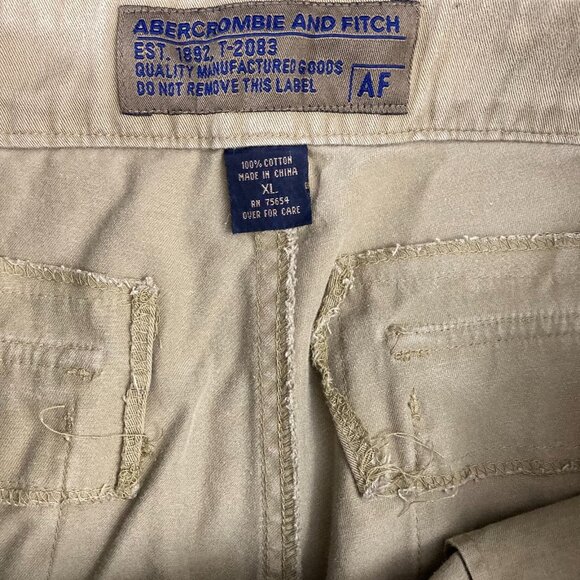 ABERCROMBIE AND FITCH
EST. 1892 T-2083
QUALITY MANUFACTURED GOODS
DO NOT REMOVE THIS LABEL
AF
100% COTTON
MADE IN CHINA
XL
RN 75654
OVER FOR CARE